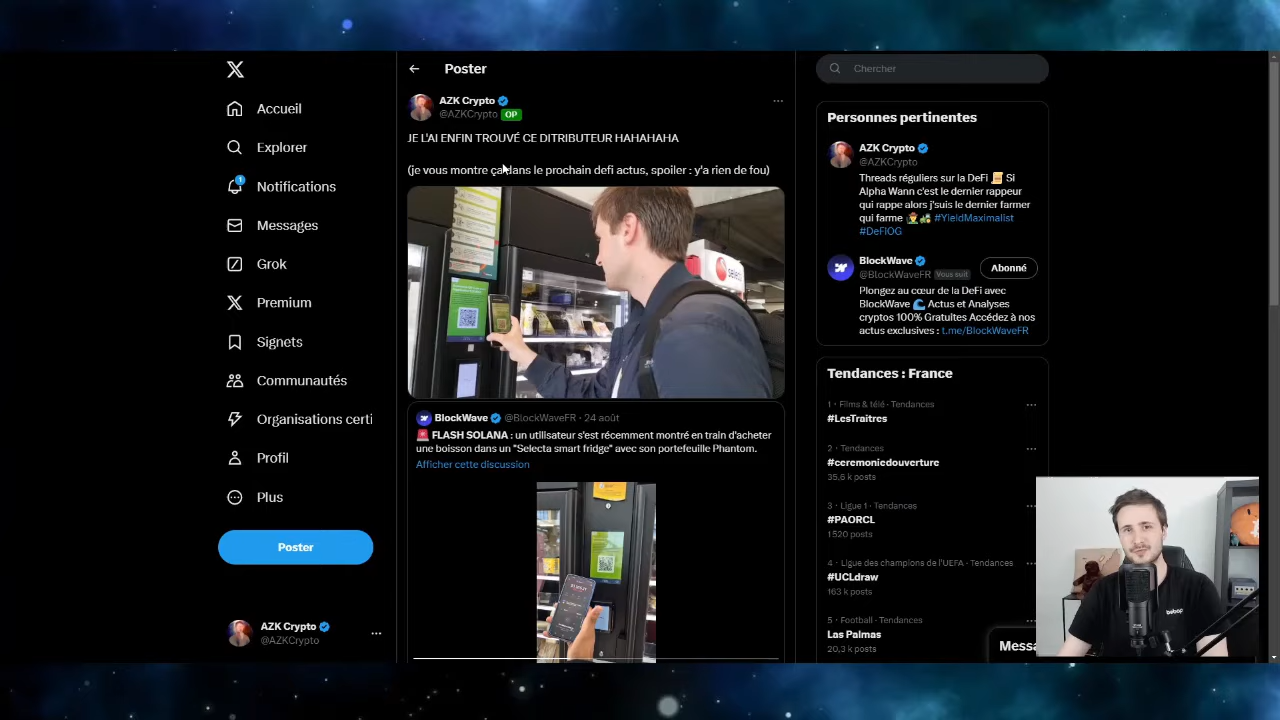 Accueil
Explorer
1
Notifications
Messages
Grok
Premium
Signets
Communautés
Organisations certi
Profil
Plus
Poster
AZK Crypto
@AZKCrypto
Poster
AZK Crypto
@AZKCrypto OP
JE L'AI ENFIN TROUVÉ CE DITRIBUTEUR HAHAHAHA
(je vous montre ça dans le prochain defi actus, spoiler : y'a rien de fou)
BlockWave @BlockWaveFR · 24 août
FLASH SOLANA : un utilisateur s'est récemment montré en train d'acheter
une boisson dans un "Selecta smart fridge" avec son portefeuille Phantom.
Afficher cette discussion
Chercher
Personnes pertinentes
AZK Crypto
@AZKCrypto
Threads réguliers sur la DeFi Si
Alpha Wann c'est le dernier rappeur
qui rappe alors j'suis le dernier farmer
qui farme #YieldMaximalist
#DeFiOG
BlockWave
@BlockWaveFR Vous suit
Abonné
Plongez au cœur de la DeFi avec
BlockWave Actus et Analyses
cryptos 100% Gratuites Accédez à nos
actus exclusives : t.me/BlockWaveFR
Tendances : France
1 · Films & télé · Tendances
#LesTraitres
2 · Tendances
#ceremoniedouverture
35,6 k posts
3 · Ligue 1 · Tendances
#PAORCL
1 520 posts
4 · Ligue des champions de l'UEFA · Tendances
#UCLdraw
163 k posts
5 · Football · Tendances
Las Palmas
20,3 k posts
Messa
bebop